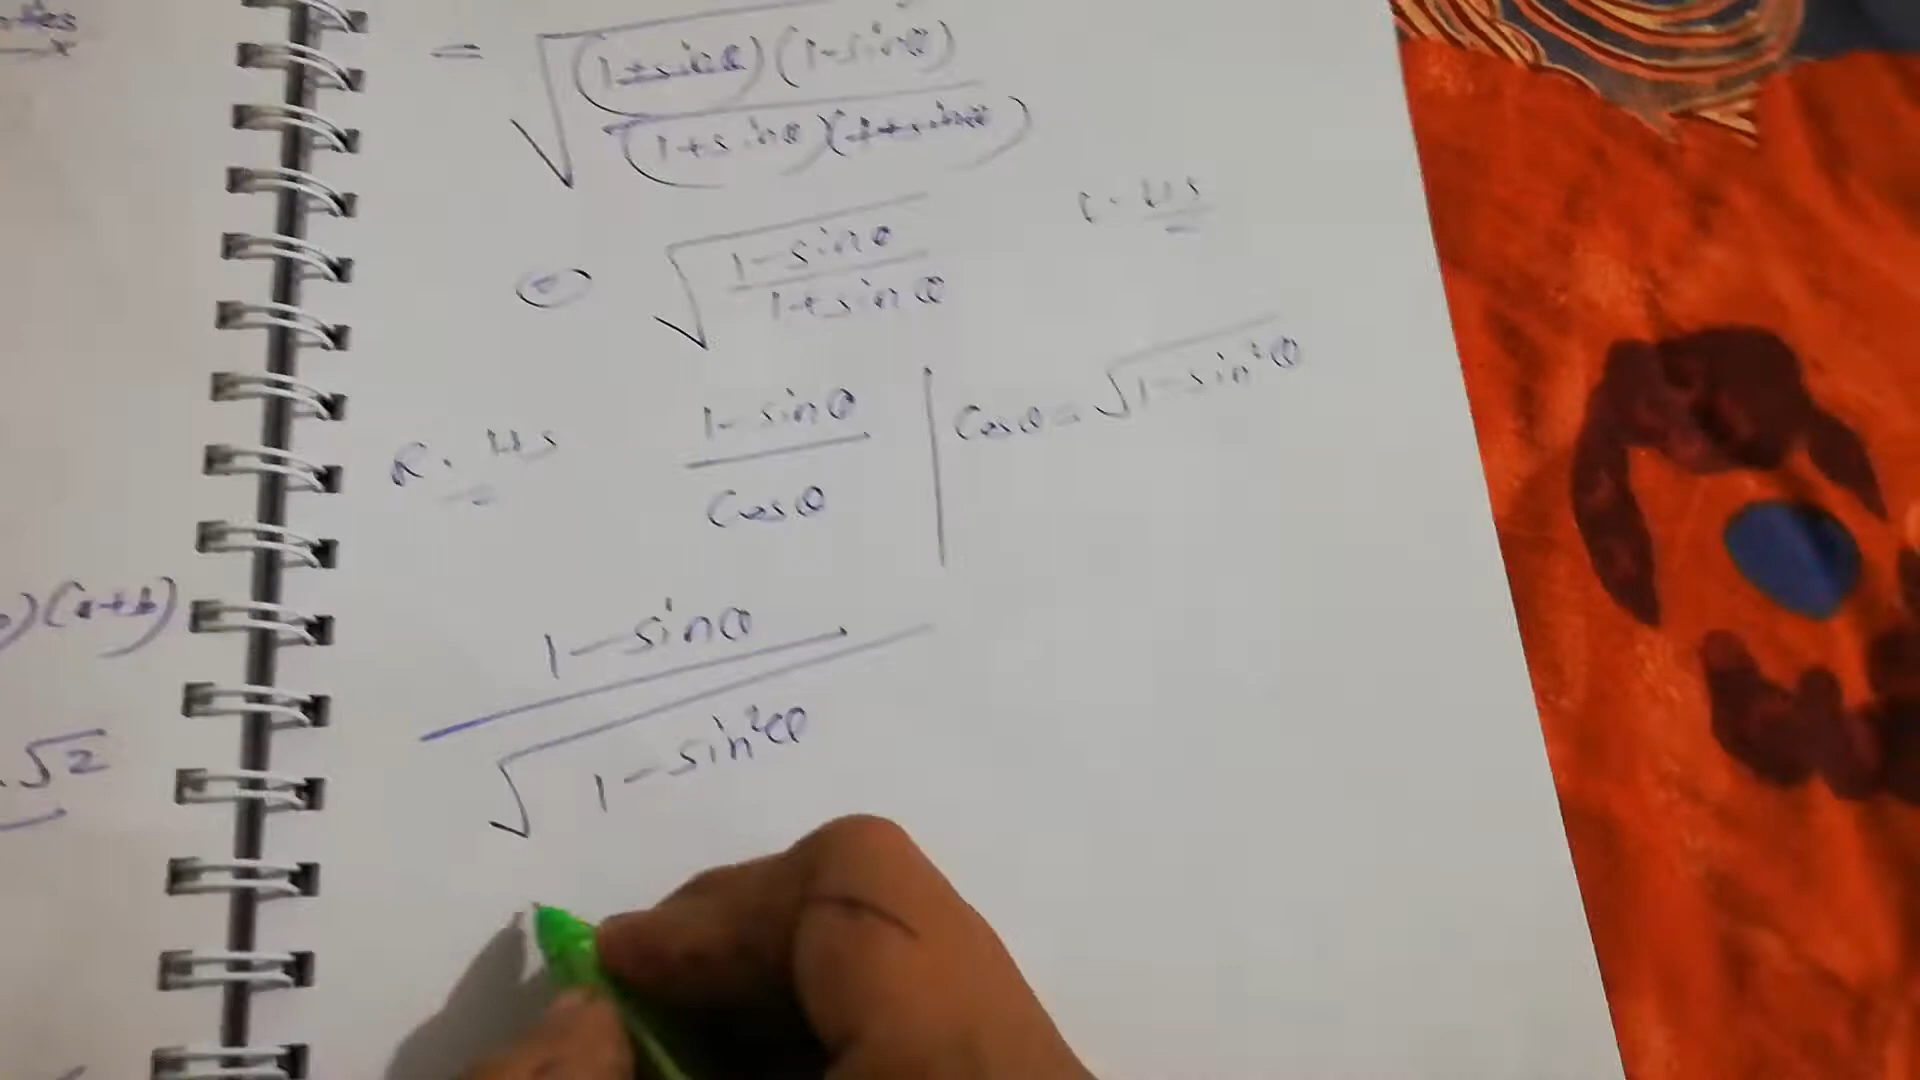 = √((1+sinθ)(1-sinθ) / (1+sinθ)(1+sinθ))
√(1-sinθ / 1+sinθ) L.H.S
R.H.S 1-sinθ / Cosθ | Cosθ = √1-sin²θ
)(a+b)
1-sinθ / √1-sin²θ
√2